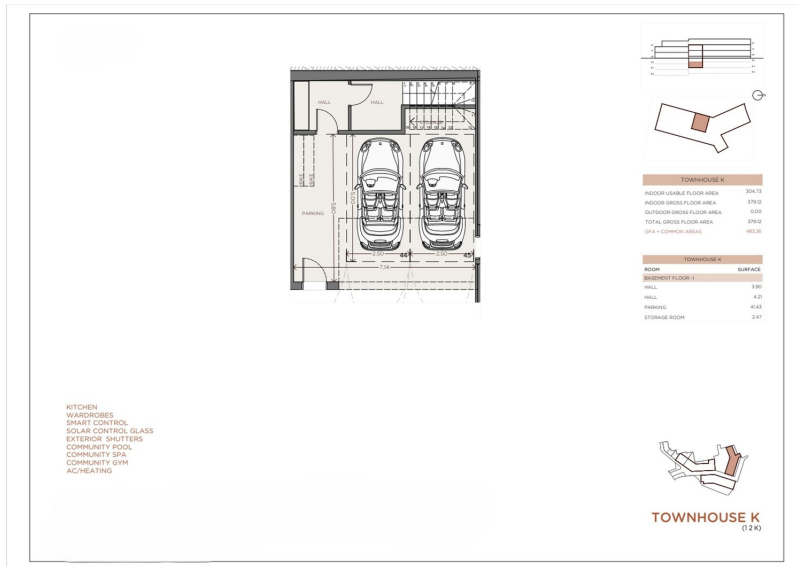 HALL
HALL
STORAGE
BIKE
BIKE
PARKING
5.80
5.00
2.50
44
2.50
45
7.14
TOWNHOUSE K
INDOOR USABLE FLOOR AREA 304.73
INDOOR GROSS FLOOR AREA 379.12
OUTDOOR GROSS FLOOR AREA 0.00
TOTAL GROSS FLOOR AREA 379.12
GFA + COMMON AREAS 493.26
TOWNHOUSE K
ROOM SURFACE
BASEMENT FLOOR -1
HALL 3.90
HALL 4.21
PARKING 41.43
STORAGE ROOM 2.47
KITCHEN
WARDROBES
SMART CONTROL
SOLAR CONTROL GLASS
EXTERIOR SHUTTERS
COMMUNITY POOL
COMMUNITY SPA
COMMUNITY GYM
AC/HEATING
TOWNHOUSE K
(1 2 K)